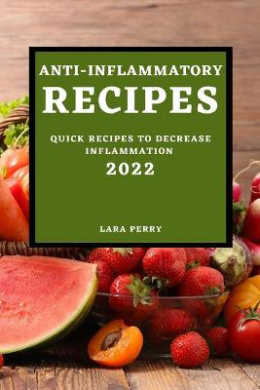 ANTI-INFLAMMATORY
RECIPES
QUICK RECIPES TO DECREASE
INFLAMMATION
2022
LARA PERRY